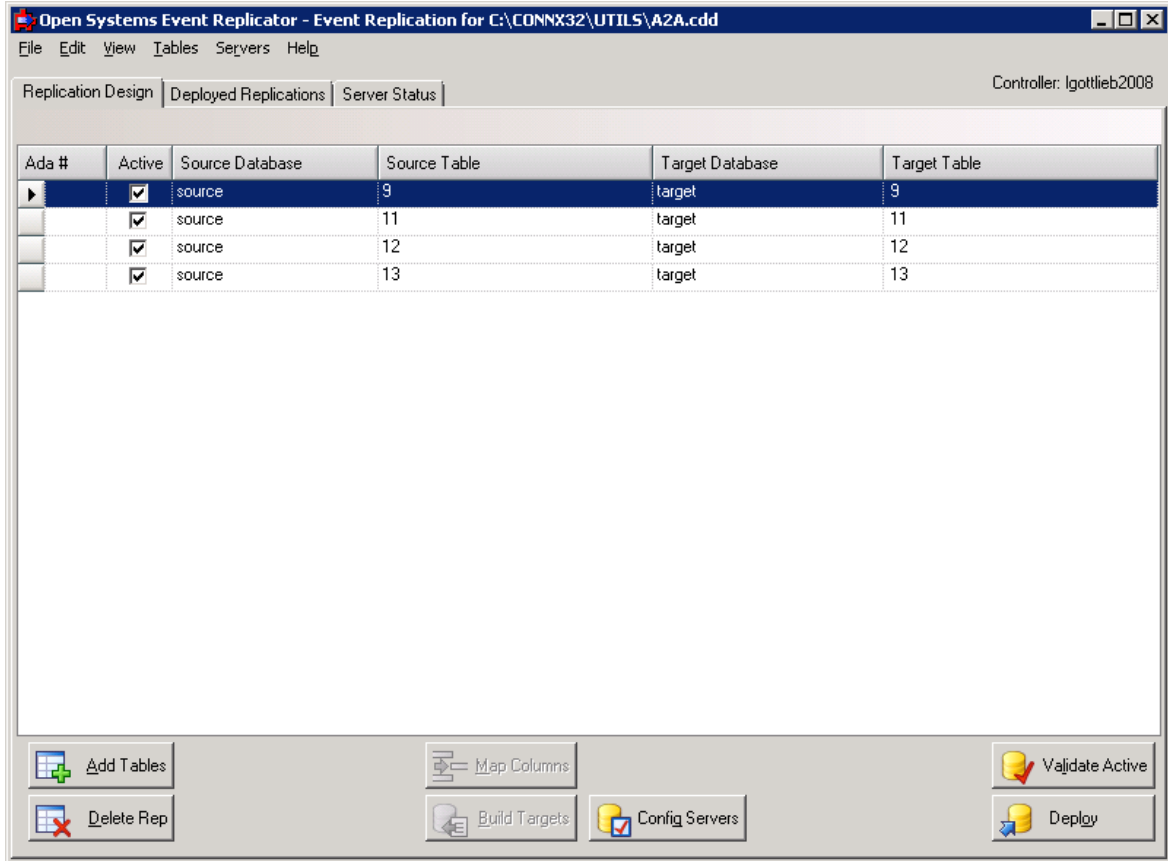 Open Systems Event Replicator - Event Replication for C:\CONNX32\UTILS\A2A.cdd
File Edit View Tables Servers Help
Replication Design Deployed Replications Server Status
Controller: lgottlieb2008
Ada # Active Source Database Source Table Target Database Target Table
source 9 target 9
source 11 target 11
source 12 target 12
source 13 target 13
Add Tables Map Columns Validate Active
Delete Rep Build Targets Config Servers Deploy